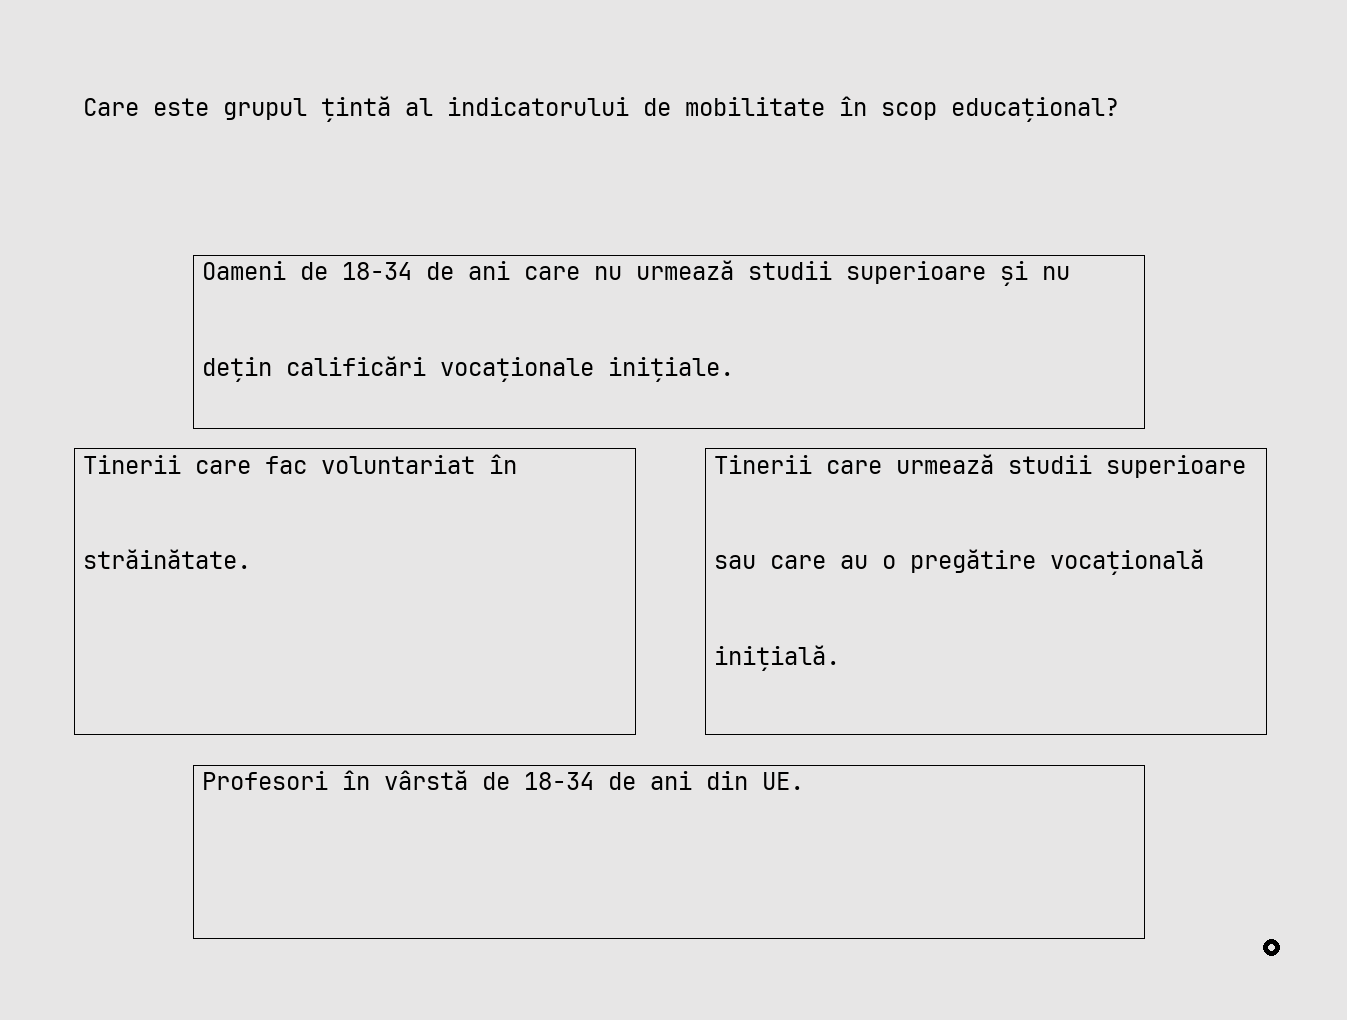 Care este grupul țintă al indicatorului de mobilitate în scop educațional?
Oameni de 18-34 de ani care nu urmează studii superioare și nu
dețin calificări vocaționale inițiale.
Tinerii care fac voluntariat în
străinătate.
Tinerii care urmează studii superioare
sau care au o pregătire vocațională
inițială.
Profesori în vârstă de 18-34 de ani din UE.